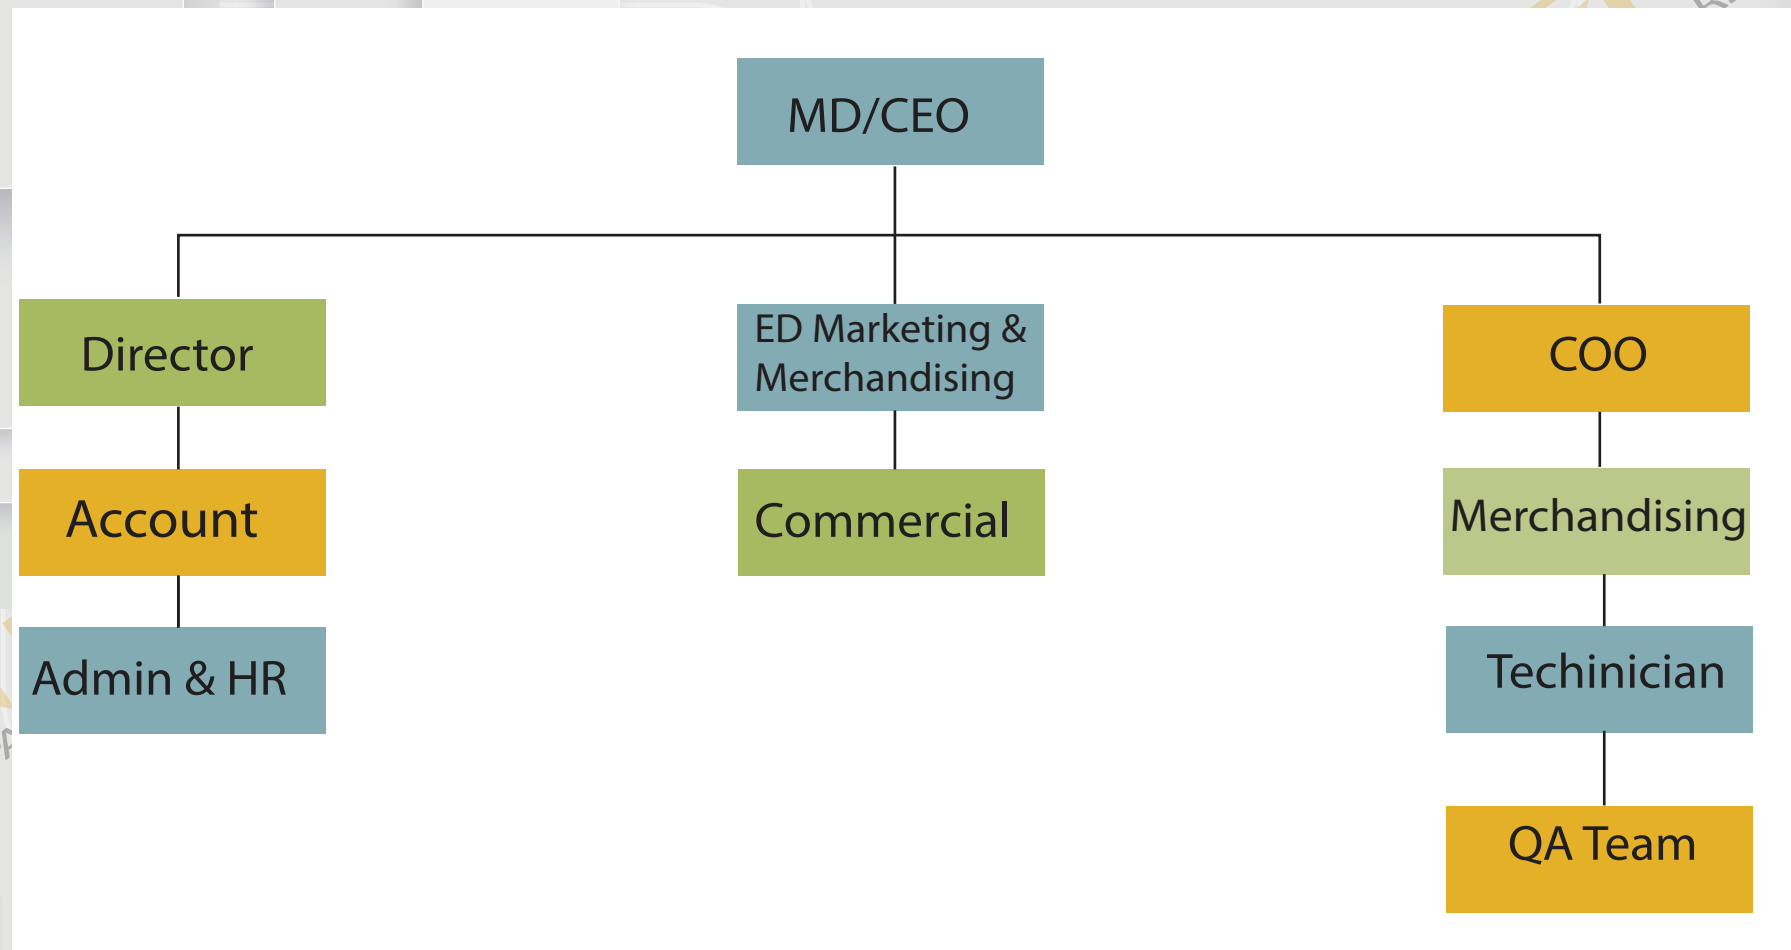 MD/CEO
Director
ED Marketing &
Merchandising
COO
Account
Commercial
Merchandising
Admin & HR
Techinician
QA Team